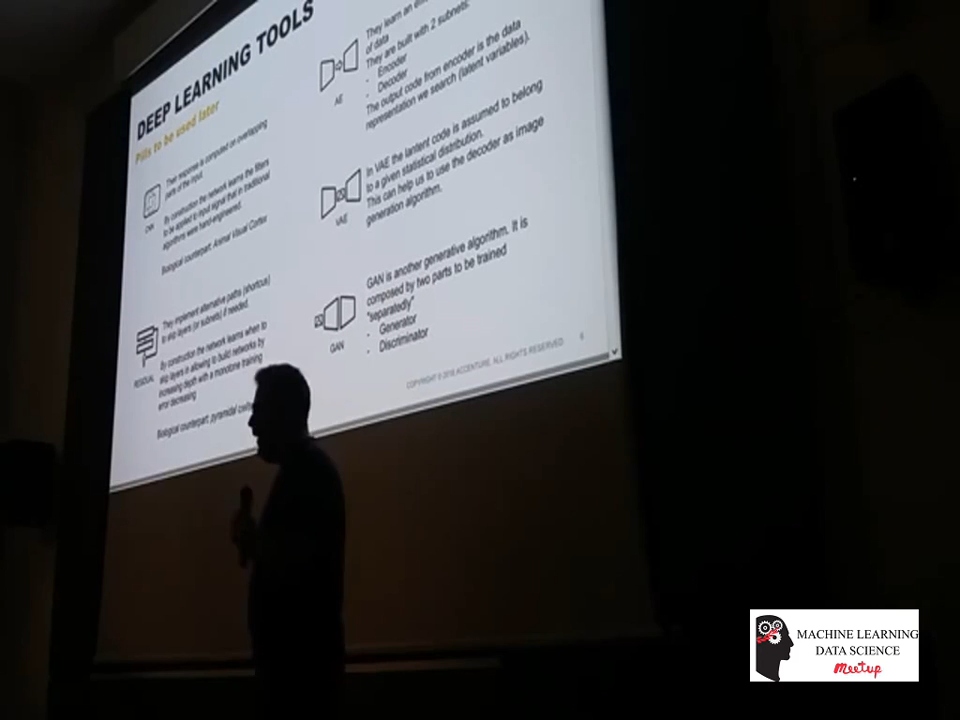 DEEP LEARNING TOOLS
Pills to be used later
CNN
Their response is computed on overlapping
parts of the input.
By construction the network learns the filters
to be applied to input signal that in traditional
algorithms were hand-engineered.
Biological counterpart: Animal Visual Cortex
RESIDUAL
They implement alternative paths (shortcus)
to skip layers (or subnets) if needed.
By construction the network learns when to
skip layers in allowing to build networks by
increasing depth with a monotone training
error decreasing
Biological counterpart: pyramidal
AE
They learn an
of data
They are built with 2 subnets:
- Encoder
- Decoder
The output code from encoder is the data
representation we search (latent variables).
VAE
In VAE the lantent code is assumed to belong
to a given statistical distribution.
This can help us to use the decoder as image
generation algorithm.
GAN
GAN is another generative algorithm. It is
composed by two parts to be trained
"separatedly"
- Generator
- Discriminator
COPYRIGHT © 2018 ACCENTURE. ALL RIGHTS RESERVED
6
MACHINE LEARNING
DATA SCIENCE
meetup